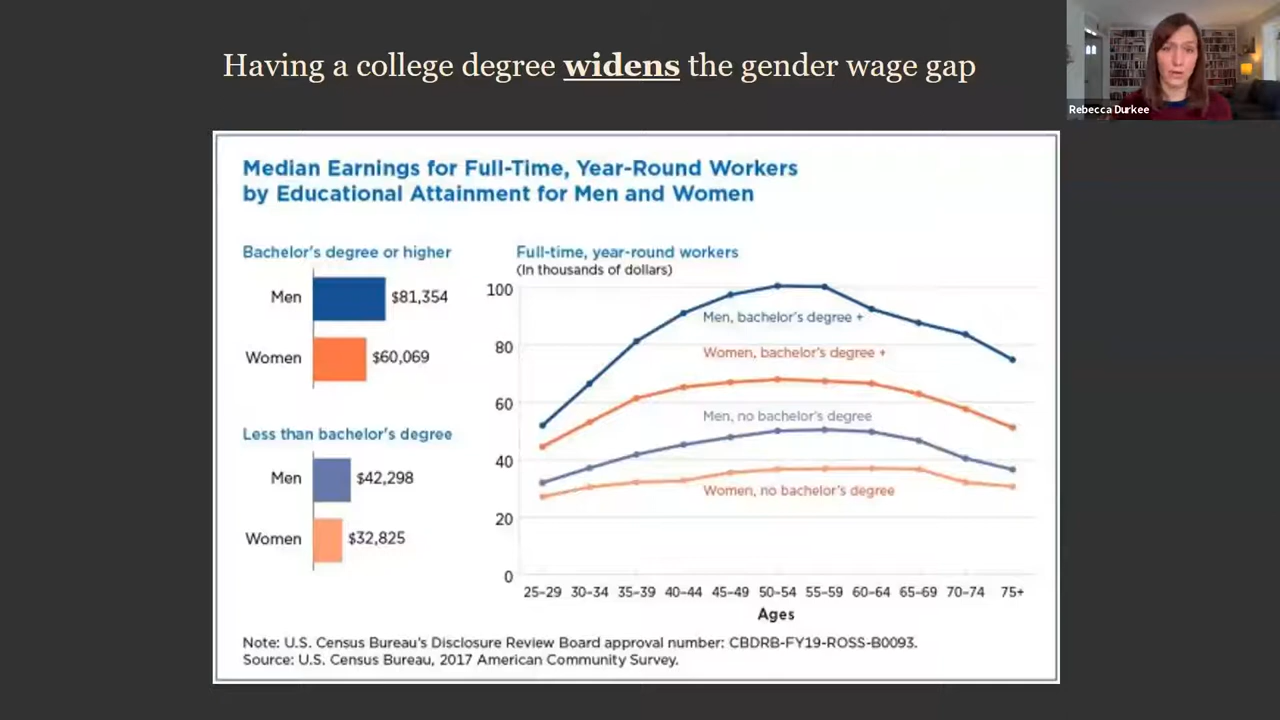 Having a college degree widens the gender wage gap
Rebecca Durkee
Median Earnings for Full-Time, Year-Round Workers
by Educational Attainment for Men and Women
Bachelor's degree or higher
Men
$81,354
Women
$60,069
Less than bachelor's degree
Men
$42,298
Women
$32,825
Full-time, year-round workers
(In thousands of dollars)
100
80
60
40
20
0
Men, bachelor's degree +
Women, bachelor's degree +
Men, no bachelor's degree
Women, no bachelor's degree
25–29 30–34 35–39 40–44 45–49 50–54 55–59 60–64 65–69 70–74 75+
Ages
Note: U.S. Census Bureau's Disclosure Review Board approval number: CBDRB-FY19-ROSS-B0093.
Source: U.S. Census Bureau, 2017 American Community Survey.